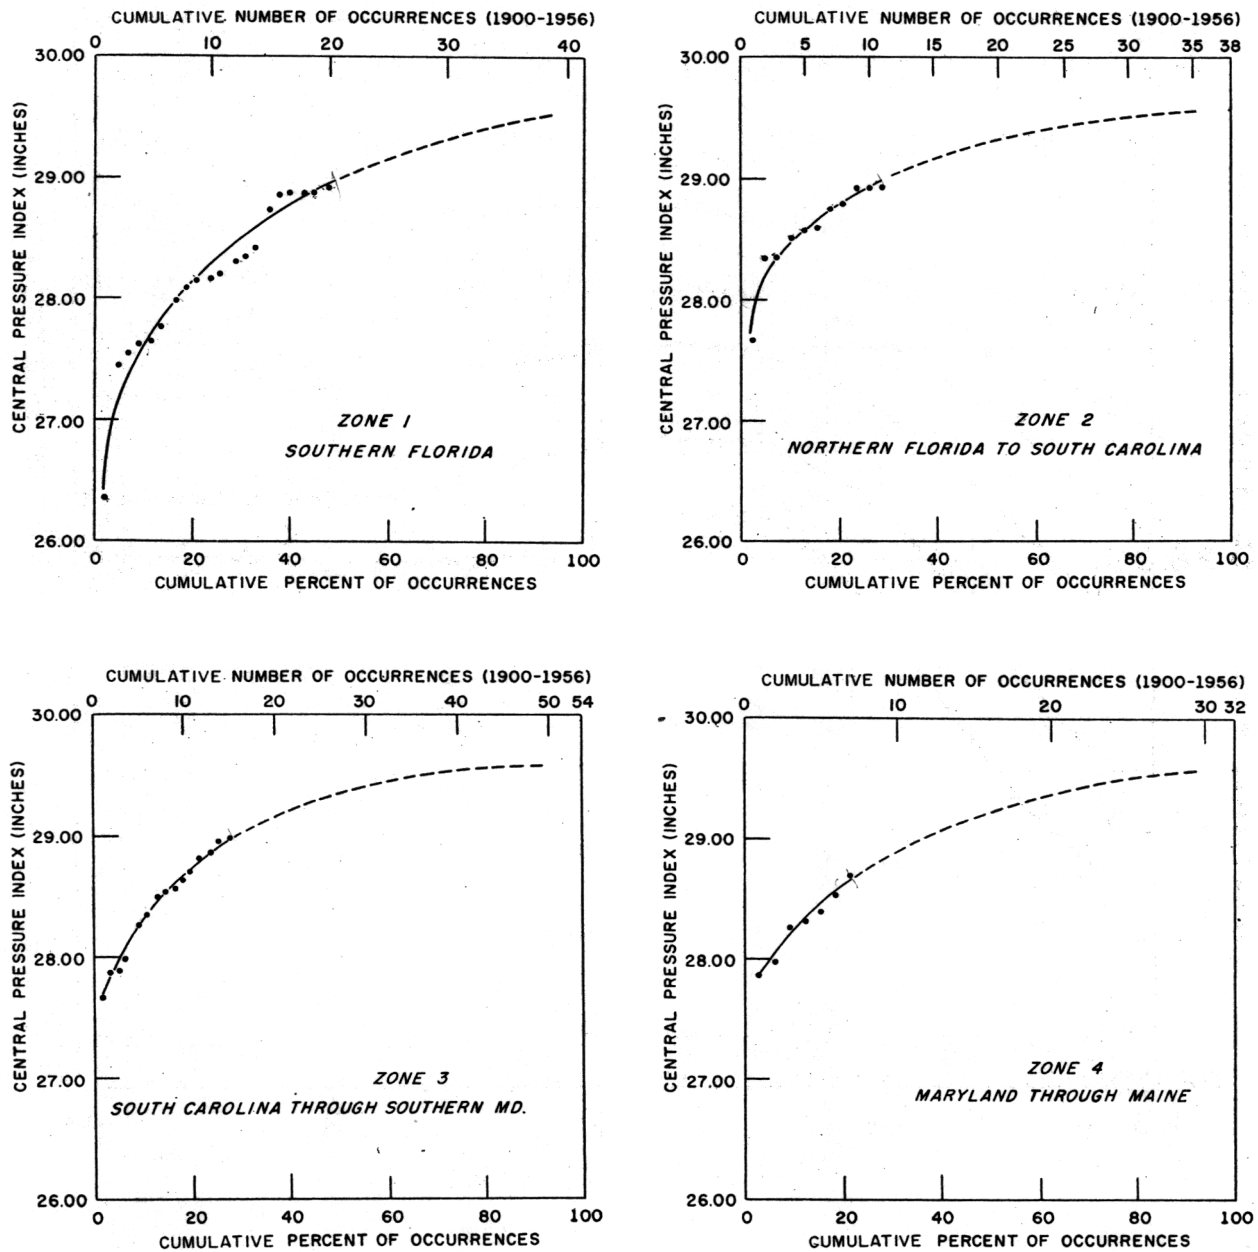 CUMULATIVE NUMBER OF OCCURRENCES (1900-1956)
0 10 20 30 40
30.00
29.00
28.00
27.00
26.00
CENTRAL PRESSURE INDEX (INCHES)
ZONE 1
SOUTHERN FLORIDA
0 20 40 60 80 100
CUMULATIVE PERCENT OF OCCURRENCES
CUMULATIVE NUMBER OF OCCURRENCES (1900-1956)
0 5 10 15 20 25 30 35 38
30.00
29.00
28.00
27.00
26.00
CENTRAL PRESSURE INDEX (INCHES)
ZONE 2
NORTHERN FLORIDA TO SOUTH CAROLINA
0 20 40 60 80 100
CUMULATIVE PERCENT OF OCCURRENCES
CUMULATIVE NUMBER OF OCCURRENCES (1900-1956)
0 10 20 30 40 50 54
30.00
29.00
28.00
27.00
26.00
CENTRAL PRESSURE INDEX (INCHES)
ZONE 3
SOUTH CAROLINA THROUGH SOUTHERN MD.
0 20 40 60 80 100
CUMULATIVE PERCENT OF OCCURRENCES
CUMULATIVE NUMBER OF OCCURRENCES (1900-1956)
0 10 20 30 32
30.00
29.00
28.00
27.00
26.00
CENTRAL PRESSURE INDEX (INCHES)
ZONE 4
MARYLAND THROUGH MAINE
0 20 40 60 80 100
CUMULATIVE PERCENT OF OCCURRENCES